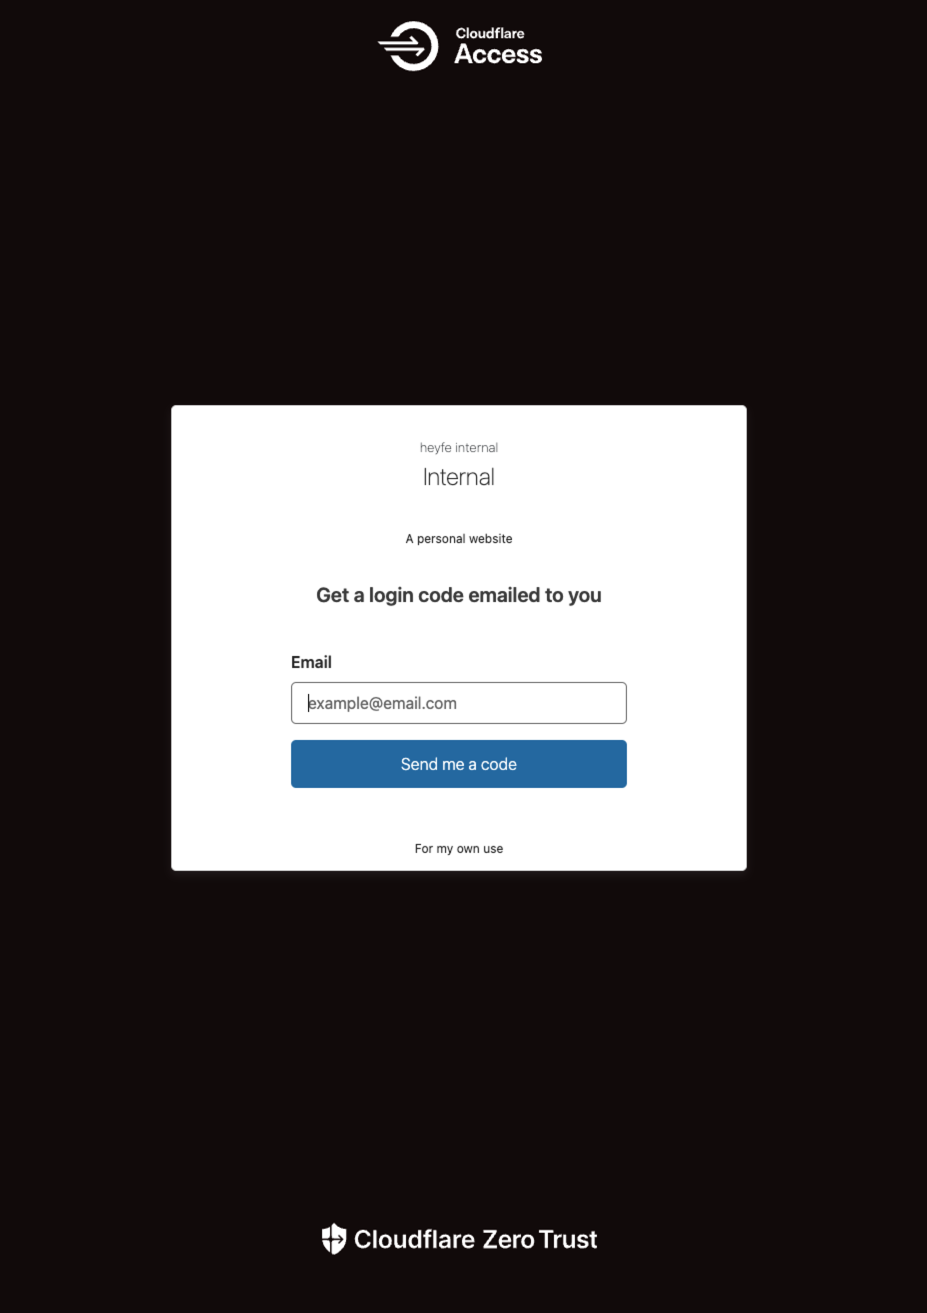 Cloudflare
Access
heyfe internal
Internal
A personal website
Get a login code emailed to you
Email
example@email.com
Send me a code
For my own use
Cloudflare Zero Trust